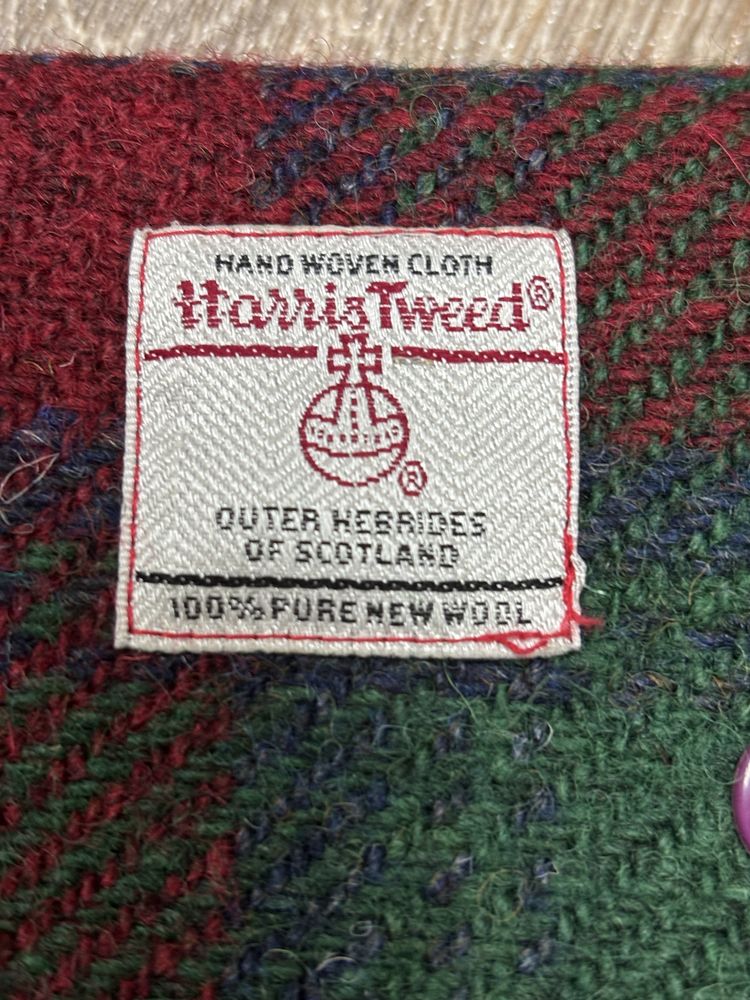 HAND WOVEN CLOTH
Harris Tweed®
®
OUTER HEBRIDES
OF SCOTLAND
100% PURE NEW WOOL